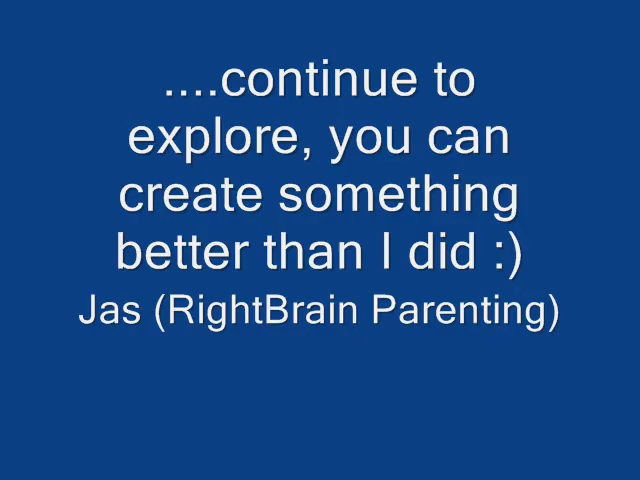 ....continue to
explore, you can
create something
better than I did :)
Jas (RightBrain Parenting)